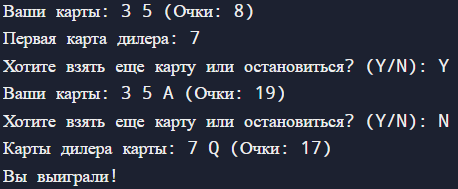 Ваши карты: 3 5 (Очки: 8)
Первая карта дилера: 7
Хотите взять еще карту или остановиться? (Y/N): Y
Ваши карты: 3 5 A (Очки: 19)
Хотите взять еще карту или остановиться? (Y/N): N
Карты дилера карты: 7 Q (Очки: 17)
Вы выиграли!